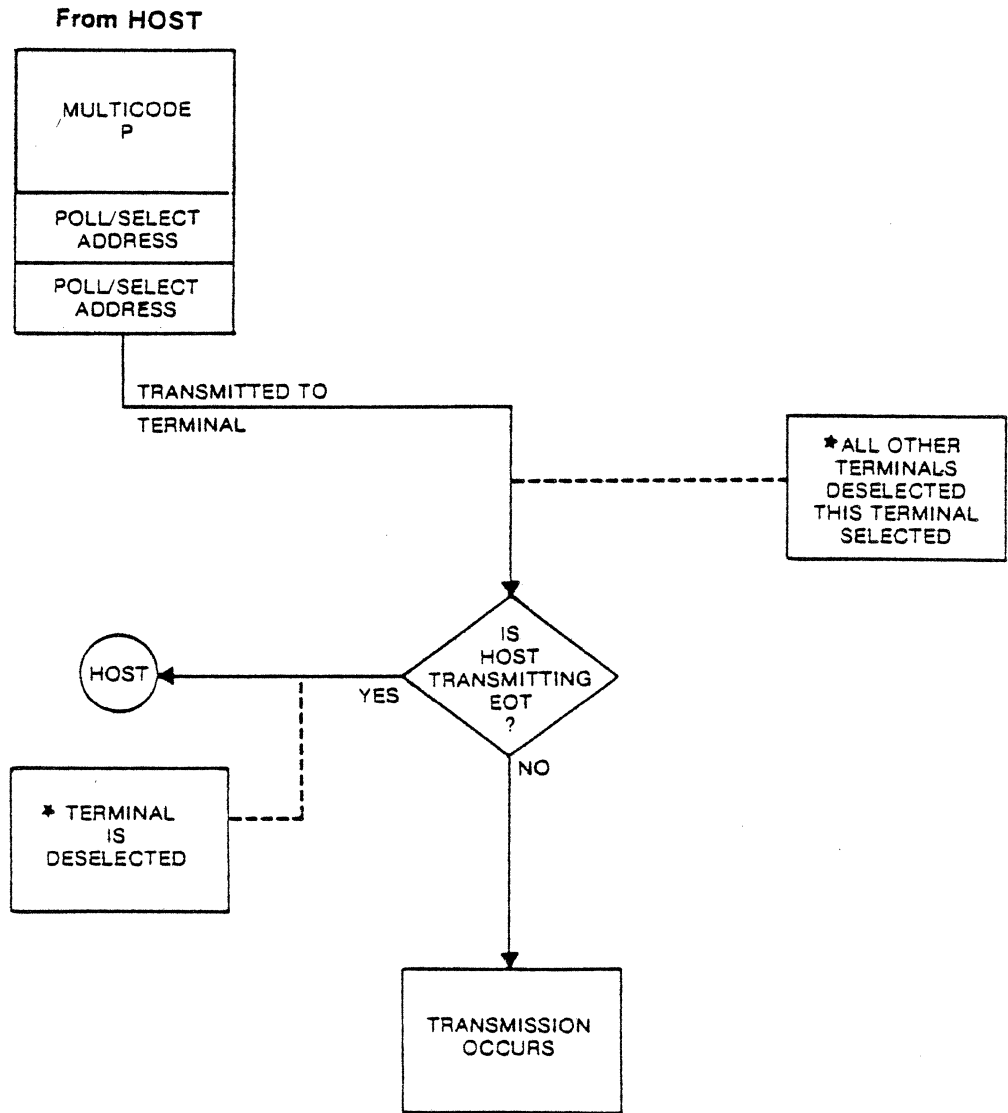 From HOST
MULTICODE
P
POLL/SELECT
ADDRESS
POLL/SELECT
ADDRESS
TRANSMITTED TO
TERMINAL
★ ALL OTHER
TERMINALS
DESELECTED
THIS TERMINAL
SELECTED
IS
HOST
TRANSMITTING
EOT
?
HOST
YES
NO
★ TERMINAL
IS
DESELECTED
TRANSMISSION
OCCURS